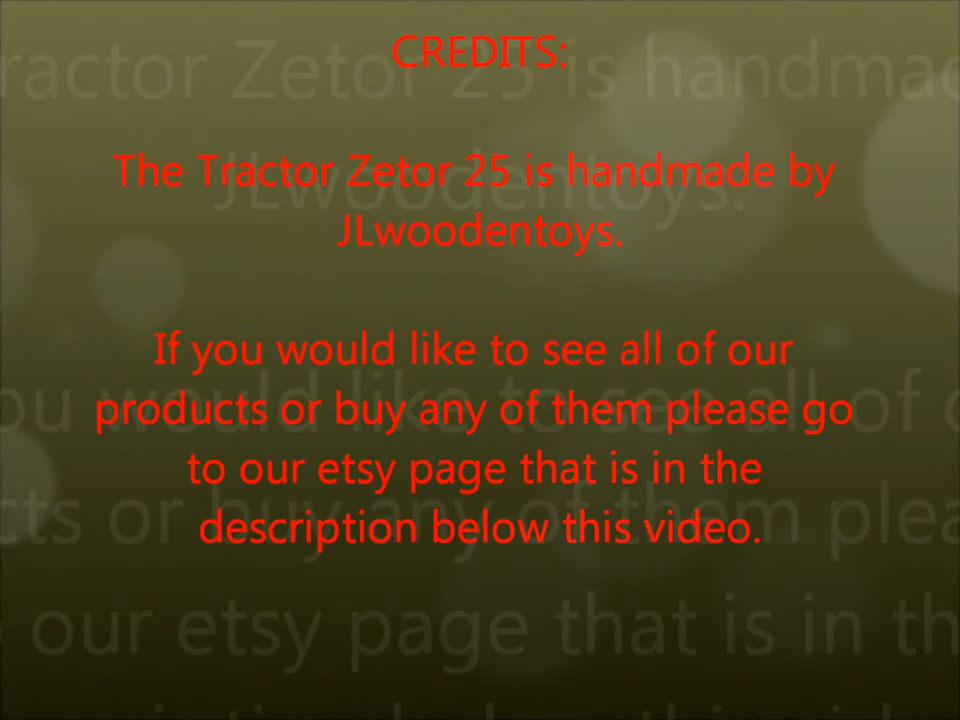 CREDITS:
The Tractor Zetor 25 is handmade by
JLwoodentoys.
If you would like to see all of our
products or buy any of them please go
to our etsy page that is in the
description below this video.